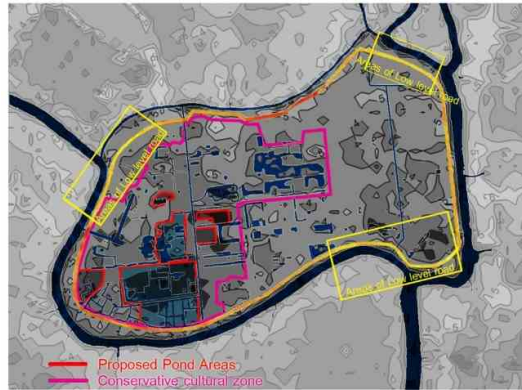 Areas of Low level road
Areas of Low level road
Areas of Low level road
Proposed Pond Areas
Conservative cultural zone